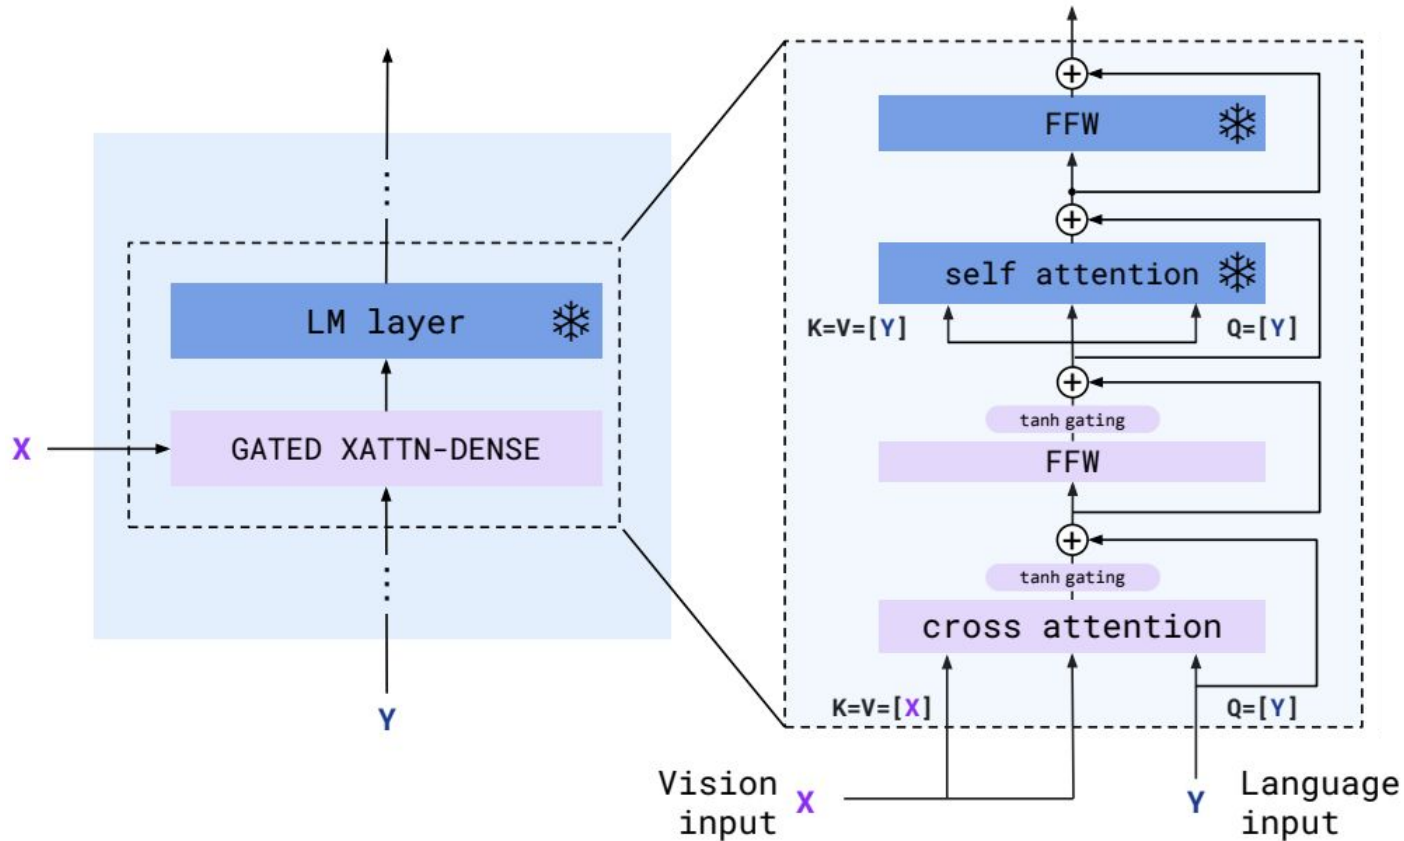 LM layer
X
GATED XATTN-DENSE
Y
FFW
self attention
K=V=[Y]
Q=[Y]
tanh gating
FFW
tanh gating
cross attention
K=V=[X]
Q=[Y]
Vision
input
X
Y
Language
input